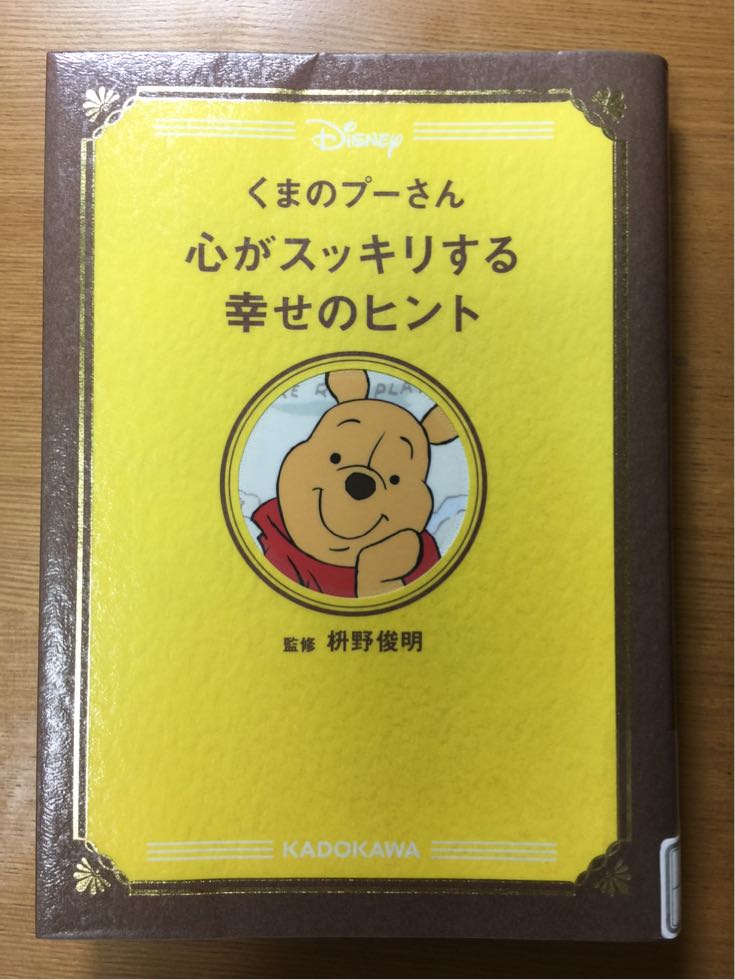 Disney
くまのプーさん
心がスッキリする
幸せのヒント
監修 枡野俊明
KADOKAWA